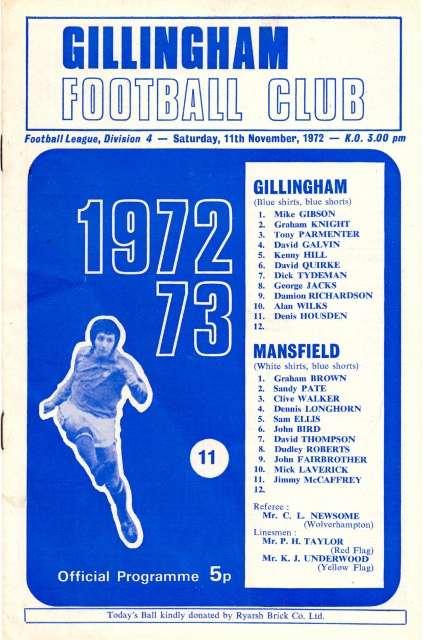 GILLINGHAM
FOOTBALL CLUB
Football League, Division 4 — Saturday, 11th November, 1972 — K.O. 3.00 pm
1972
73
11
Official Programme 5p
GILLINGHAM
(Blue shirts, blue shorts)
1. Mike GIBSON
2. Graham KNIGHT
3. Tony PARMENTER
4. David GALVIN
5. Kenny HILL
6. David QUIRKE
7. Dick TYDEMAN
8. George JACKS
9. Damion RICHARDSON
10. Alan WILKS
11. Denis HOUSDEN
12.
MANSFIELD
(White shirts, blue shorts)
1. Graham BROWN
2. Sandy PATE
3. Clive WALKER
4. Dennis LONGHORN
5. Sam ELLIS
6. John BIRD
7. David THOMPSON
8. Dudley ROBERTS
9. John FAIRBROTHER
10. Mick LAVERICK
11. Jimmy McCAFFREY
12.
Referee :
Mr. C. L. NEWSOME
(Wolverhampton)
Linesmen :
Mr. P. H. TAYLOR
(Red Flag)
Mr. K. J. UNDERWOOD
(Yellow Flag)
Today's Ball kindly donated by Ryarsh Brick Co. Ltd.